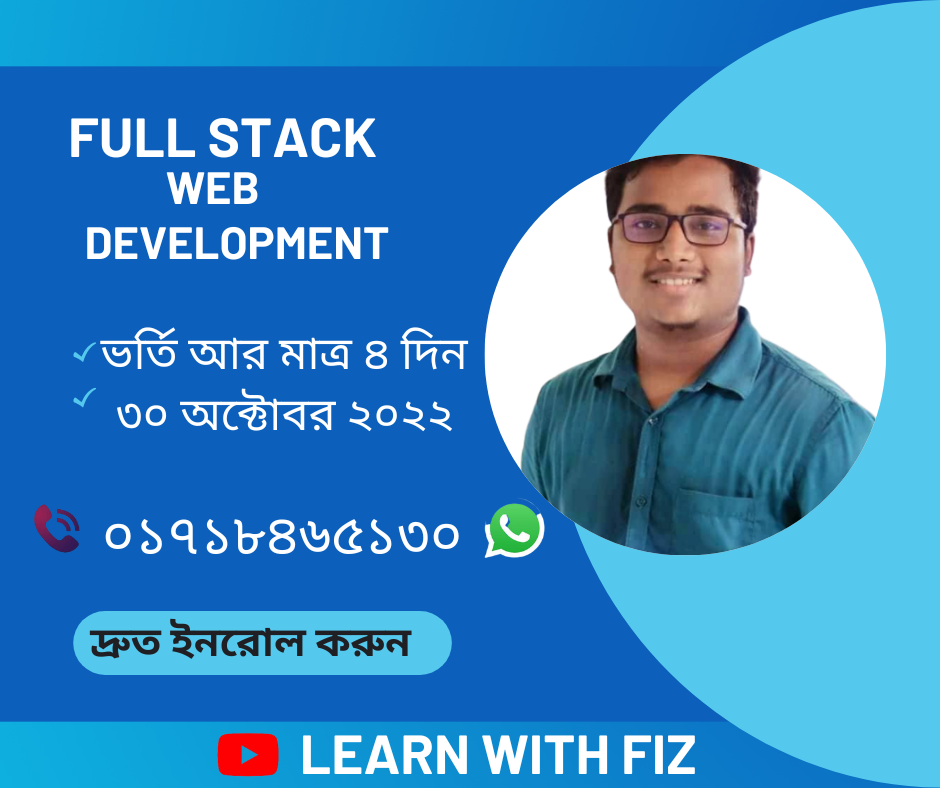 FULL STACK
WEB
DEVELOPMENT
ভর্তি আর মাত্র ৪ দিন
৩০ অক্টোবর ২০২২
০১৭১৮৪৬৫১৩০
দ্রুত ইনরোল করুন
LEARN WITH FIZ